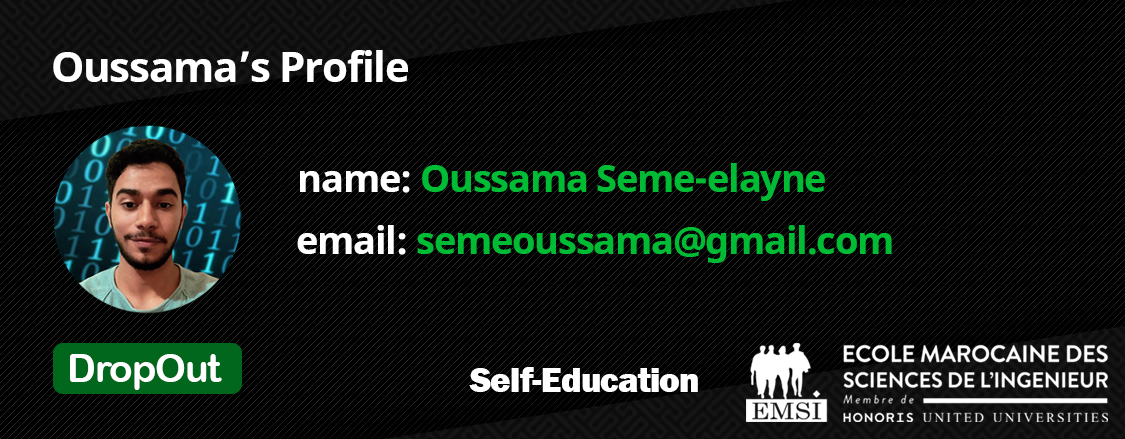 Oussama’s Profile
name: Oussama Seme-elayne
email: semeoussama@gmail.com
DropOut
Self-Education
EMSI
ECOLE MAROCAINE DES
SCIENCES DE L’INGENIEUR
Membre de
HONORIS UNITED UNIVERSITIES